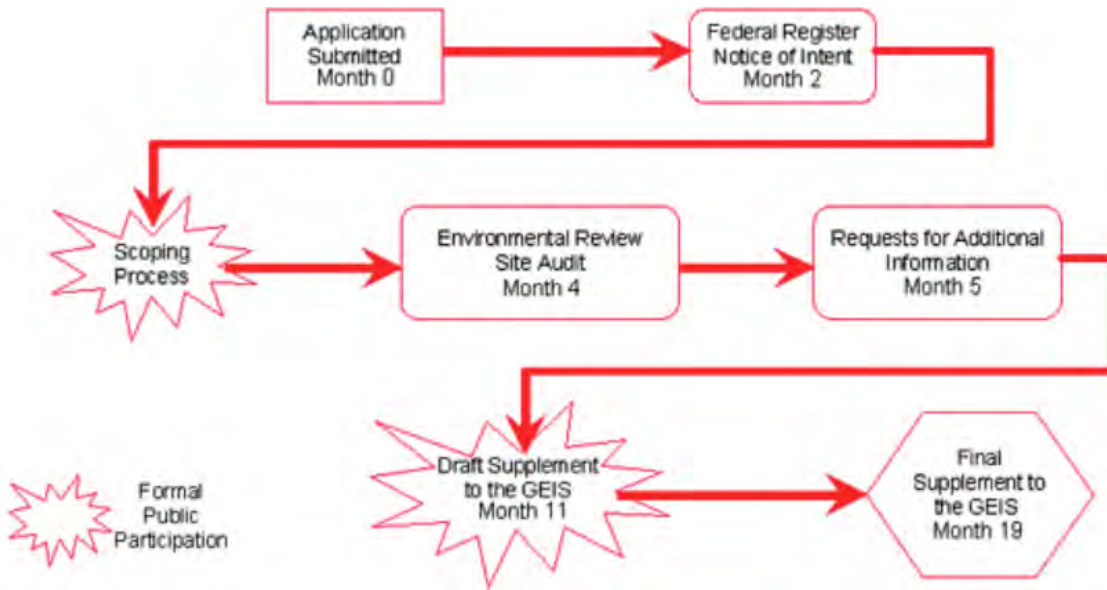 Application
Submitted
Month 0
Federal Register
Notice of Intent
Month 2
Scoping
Process
Environmental Review
Site Audit
Month 4
Requests for Additional
Information
Month 5
Draft Supplement
to the GEIS
Month 11
Final
Supplement to
the GEIS
Month 19
Formal
Public
Participation